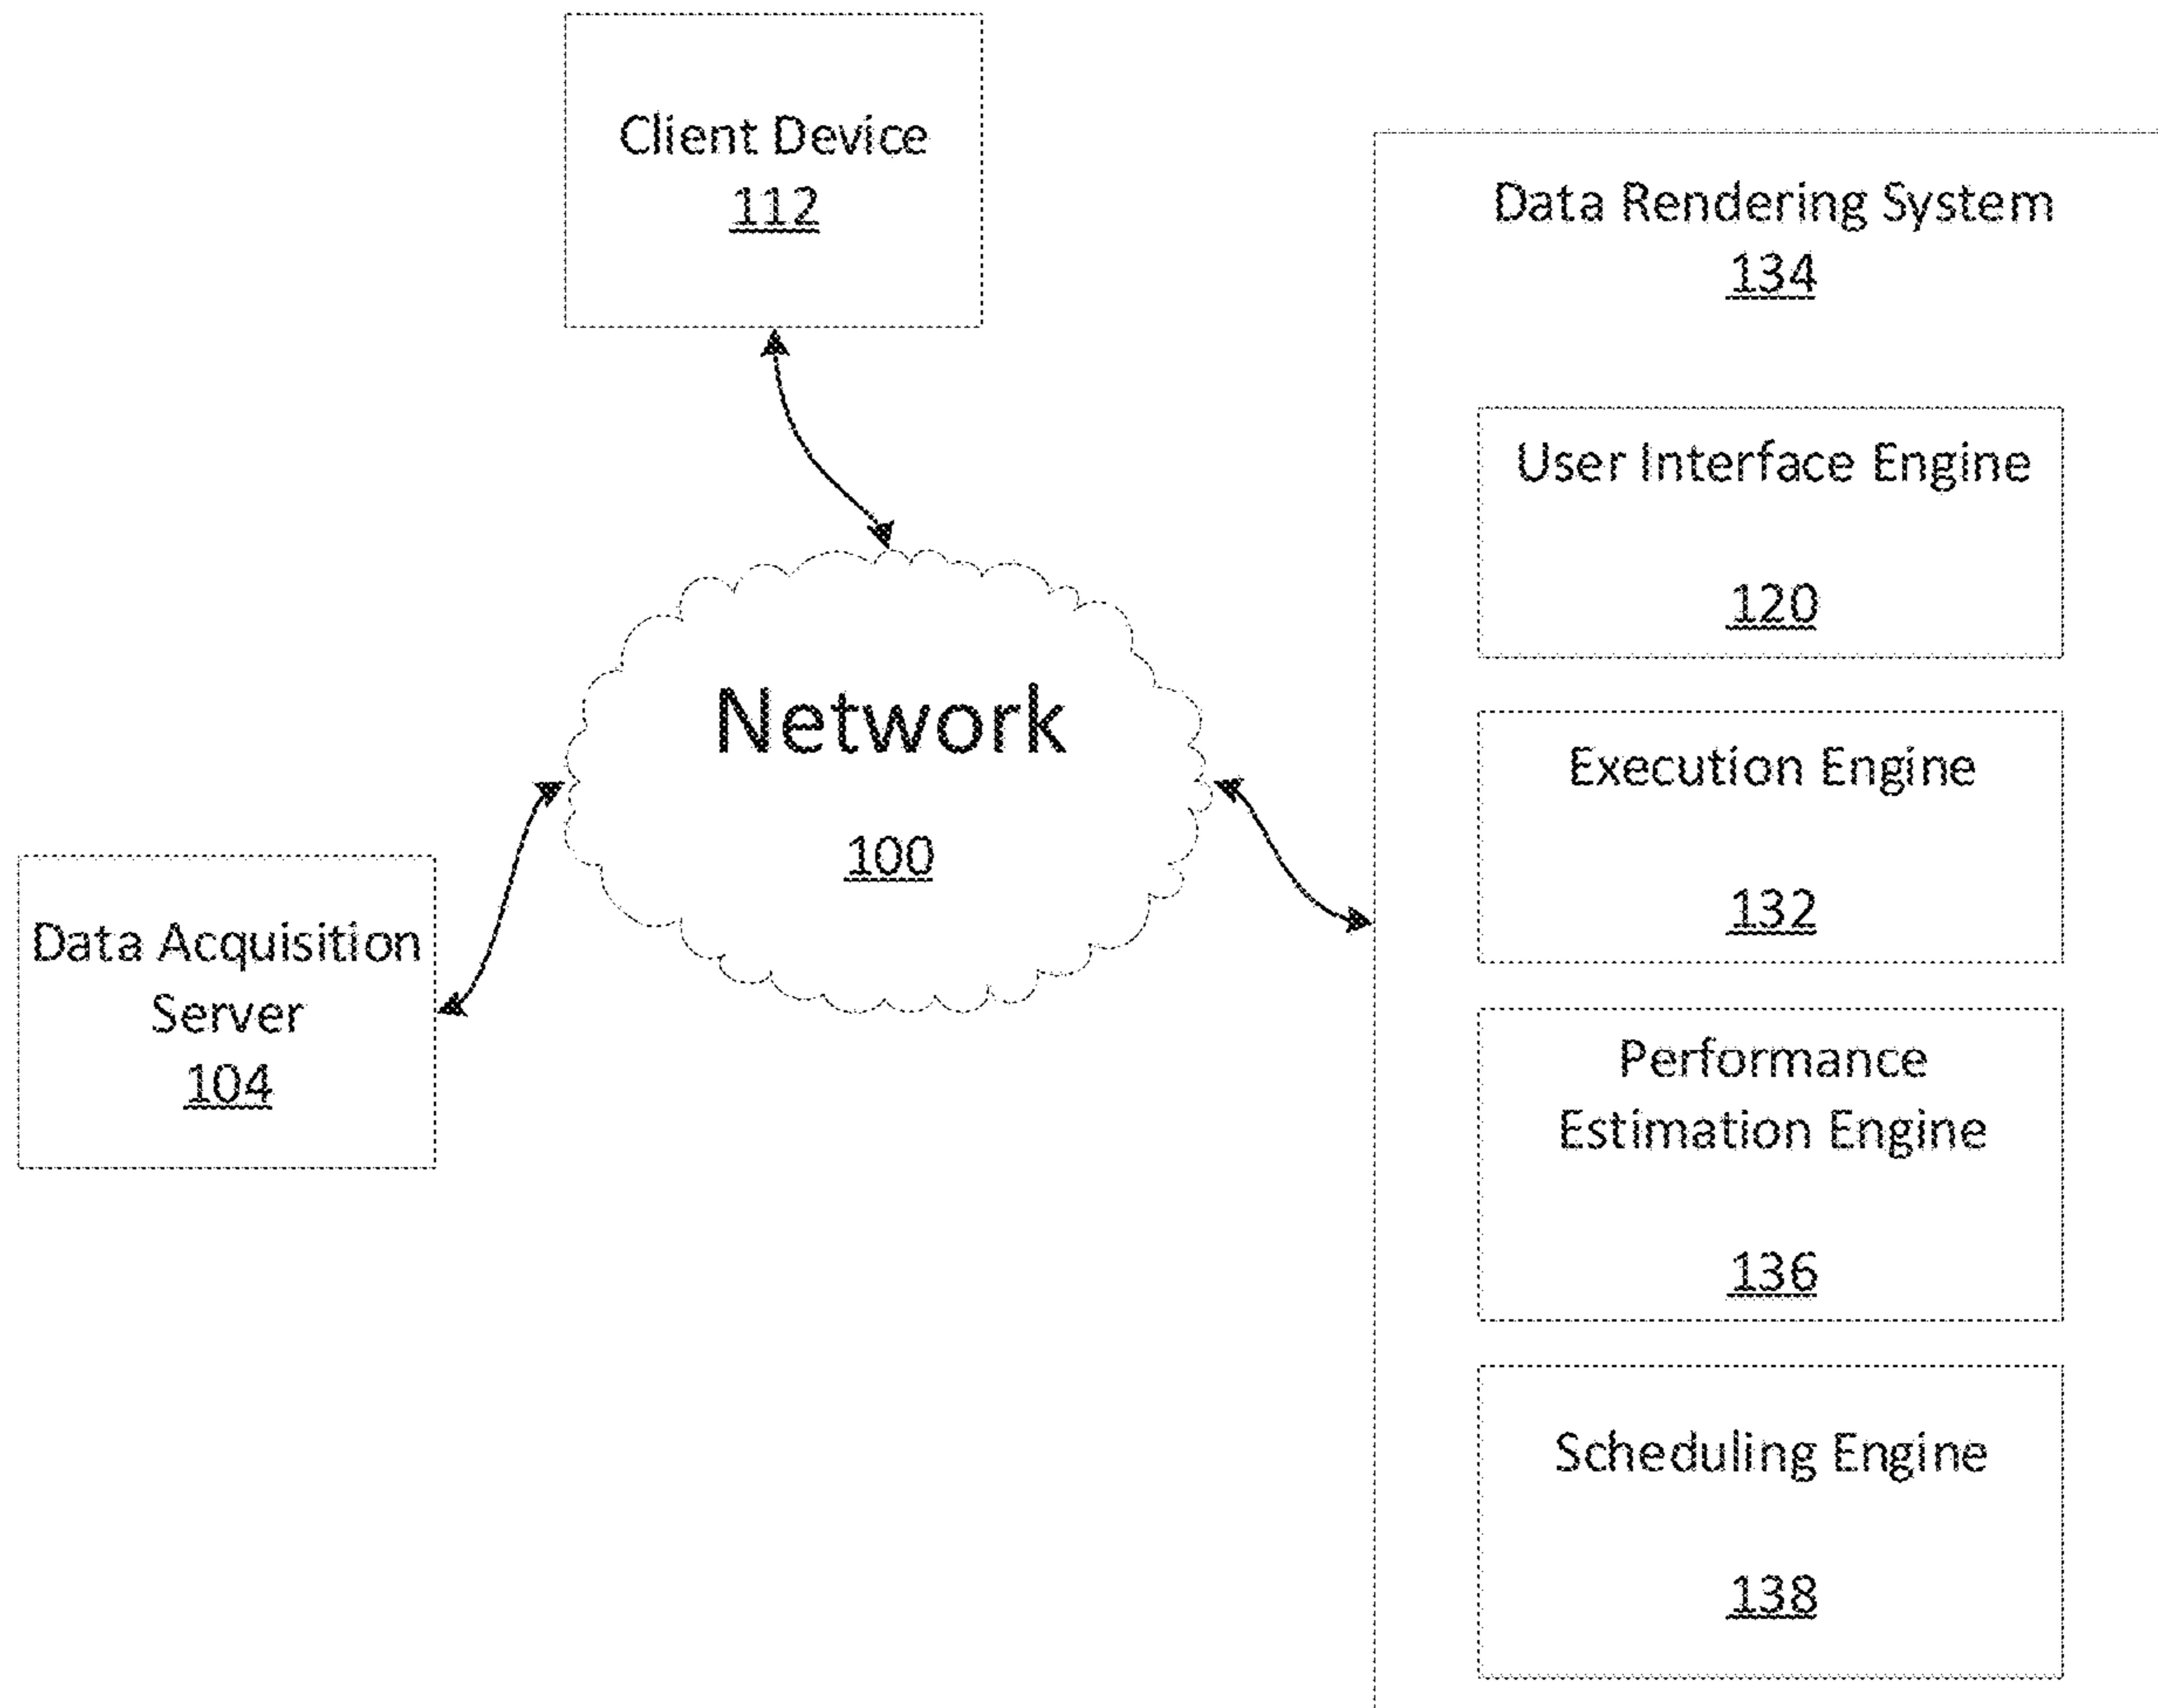 Client Device
112
Data Rendering System
134
User Interface Engine
120
Execution Engine
132
Performance
Estimation Engine
136
Scheduling Engine
138
Network
100
Data Acquisition
Server
104